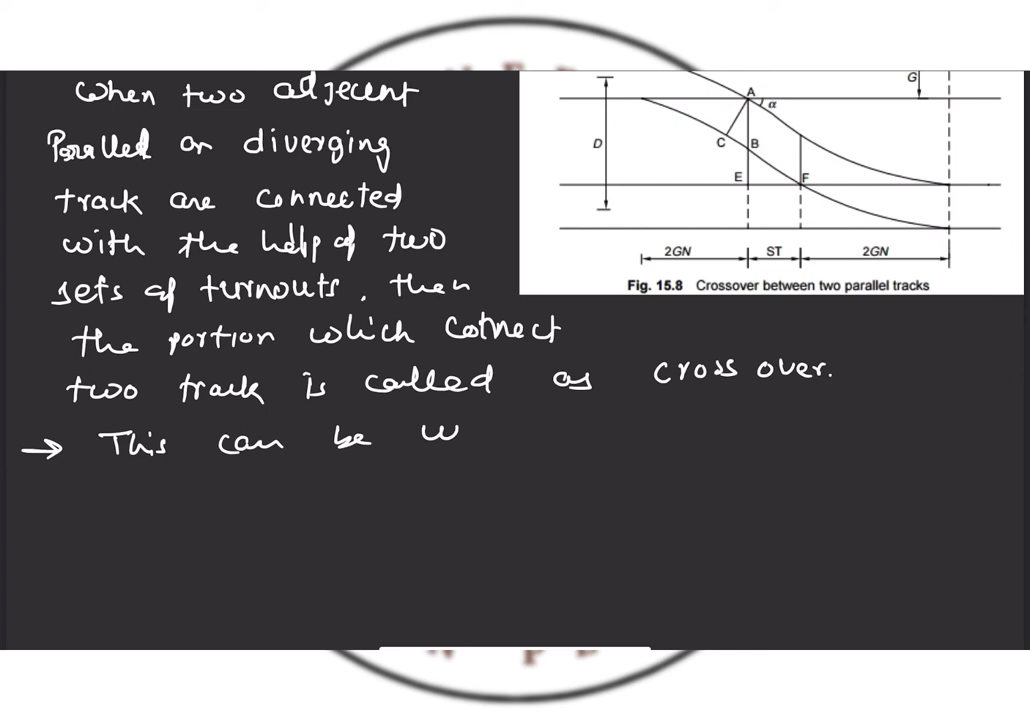 when two adjecent
Parallel or diverging
track are connected
with the help of two
sets of turnouts, then
the portion which connect
two track is called as cross over.
→ This can be w
G
A
α
D
C B
E F
2GN ST 2GN
Fig. 15.8 Crossover between two parallel tracks